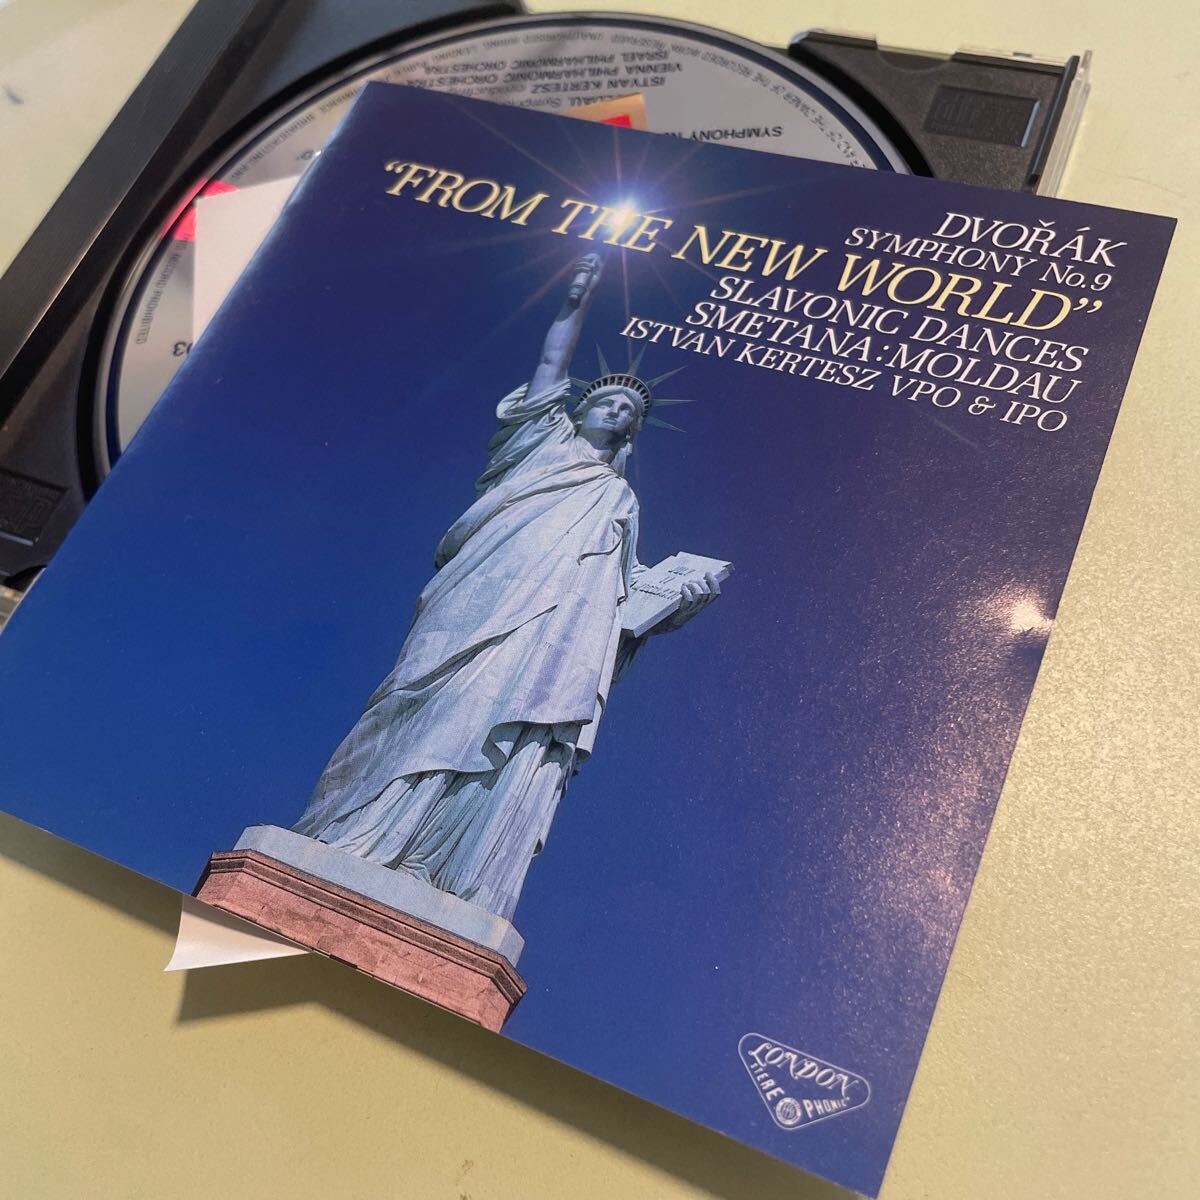 "FROM THE NEW WORLD"
DVOŘÁK
SYMPHONY No.9
SLAVONIC DANCES
SMETANA: MOLDAU
ISTVAN KERTESZ VPO & IPO
LONDON
STEREO PHONIC
SYMPHONY
ISTVAN KERTESZ conducting
VIENNA PHILHARMONIC ORCHESTRA
ISRAEL PHILHARMONIC ORCHESTRA